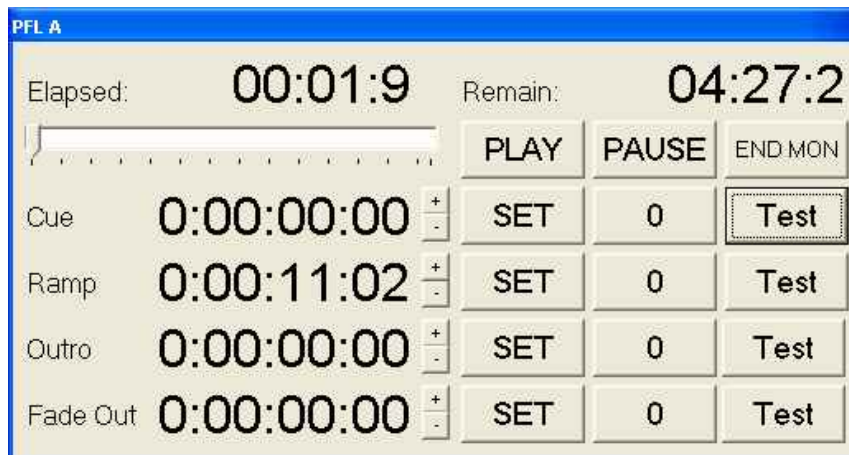 PFL A
Elapsed: 00:01:9 Remain: 04:27:2
PLAY PAUSE END MON
Cue 0:00:00:00 + - SET 0 Test
Ramp 0:00:11:02 + - SET 0 Test
Outro 0:00:00:00 + - SET 0 Test
Fade Out 0:00:00:00 + - SET 0 Test